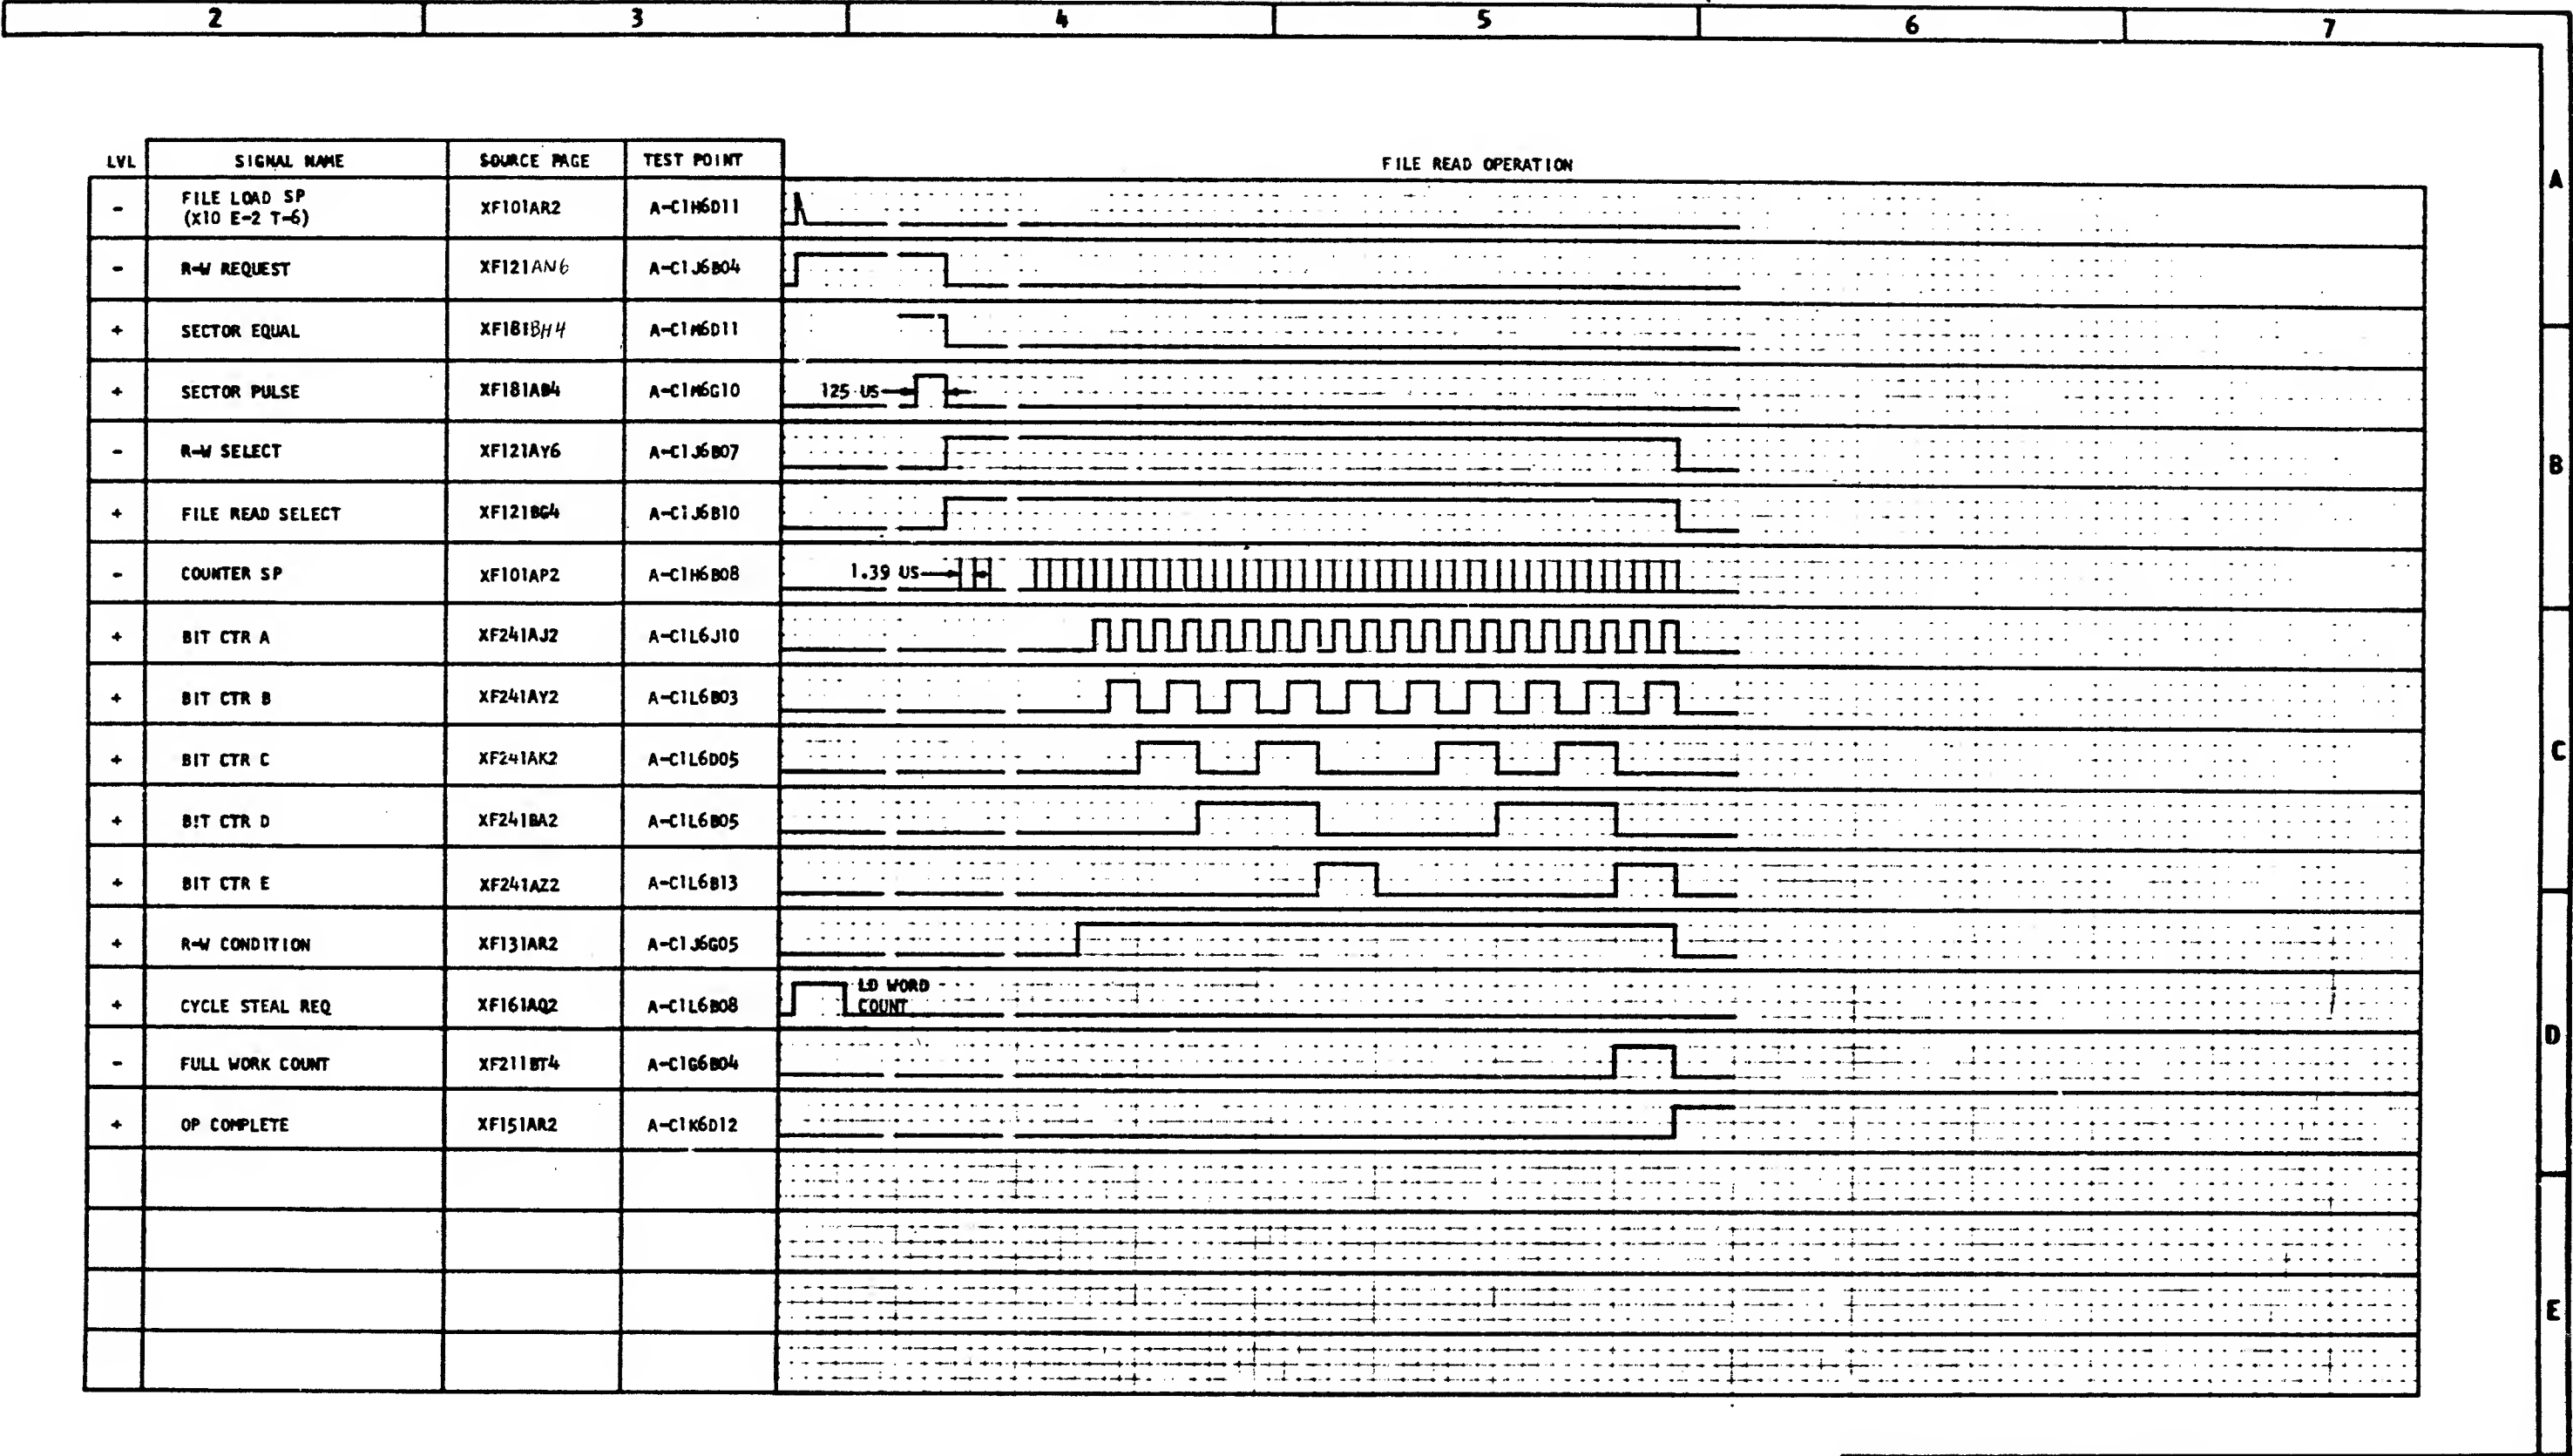 2 3 4 5 6 7
LVL SIGNAL NAME SOURCE PAGE TEST POINT FILE READ OPERATION
A
- FILE LOAD SP XF101AR2 A-C1H6D11
(X10 E-2 T-6)
- R-W REQUEST XF121AN6 A-C1J6B04
+ SECTOR EQUAL XF181BH4 A-C1M6D11
+ SECTOR PULSE XF181AB4 A-C1M6G10 125 US
- R-W SELECT XF121AY6 A-C1J6B07
B
+ FILE READ SELECT XF121BG4 A-C1J6B10
- COUNTER SP XF101AP2 A-C1H6B08 1.39 US
+ BIT CTR A XF241AJ2 A-C1L6J10
+ BIT CTR B XF241AY2 A-C1L6B03
+ BIT CTR C XF241AK2 A-C1L6D05
C
+ BIT CTR D XF241BA2 A-C1L6B05
+ BIT CTR E XF241AZ2 A-C1L6B13
+ R-W CONDITION XF131AR2 A-C1J6G05
+ CYCLE STEAL REQ XF161AQ2 A-C1L6B08 LD WORD
COUNT
D
- FULL WORK COUNT XF211BT4 A-C1G6B04
+ OP COMPLETE XF151AR2 A-C1K6D12
E